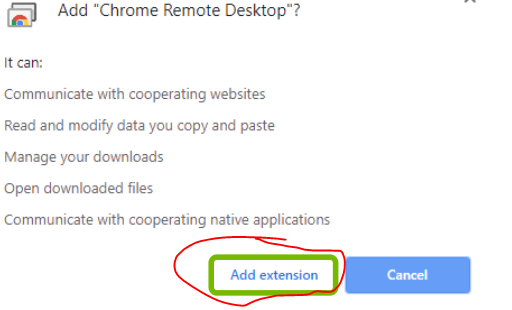 Add "Chrome Remote Desktop"?
It can:
Communicate with cooperating websites
Read and modify data you copy and paste
Manage your downloads
Open downloaded files
Communicate with cooperating native applications
Add extension Cancel